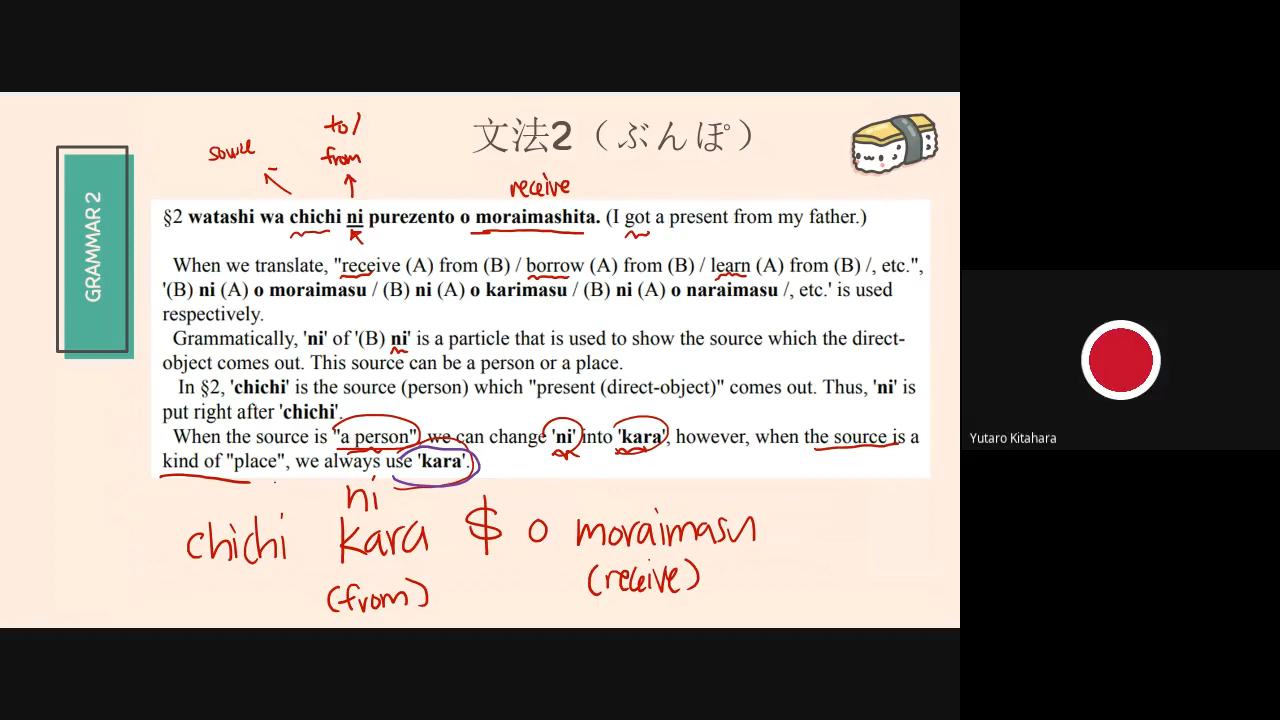 文法2（ぶんぽ）
GRAMMAR 2
source
to/
from
receive
§2 watashi wa chichi ni purezento o moraimashita. (I got a present from my father.)
When we translate, "receive (A) from (B) / borrow (A) from (B) / learn (A) from (B) /, etc.",
'(B) ni (A) o moraimasu / (B) ni (A) o karimasu / (B) ni (A) o naraimasu /, etc.' is used
respectively.
Grammatically, 'ni' of '(B) ni' is a particle that is used to show the source which the direct-
object comes out. This source can be a person or a place.
In §2, 'chichi' is the source (person) which "present (direct-object)" comes out. Thus, 'ni' is
put right after 'chichi'.
When the source is "a person", we can change 'ni' into 'kara', however, when the source is a
kind of "place", we always use 'kara'.
ni
chichi kara $ o moraimasu
(from) (receive)
Yutaro Kitahara